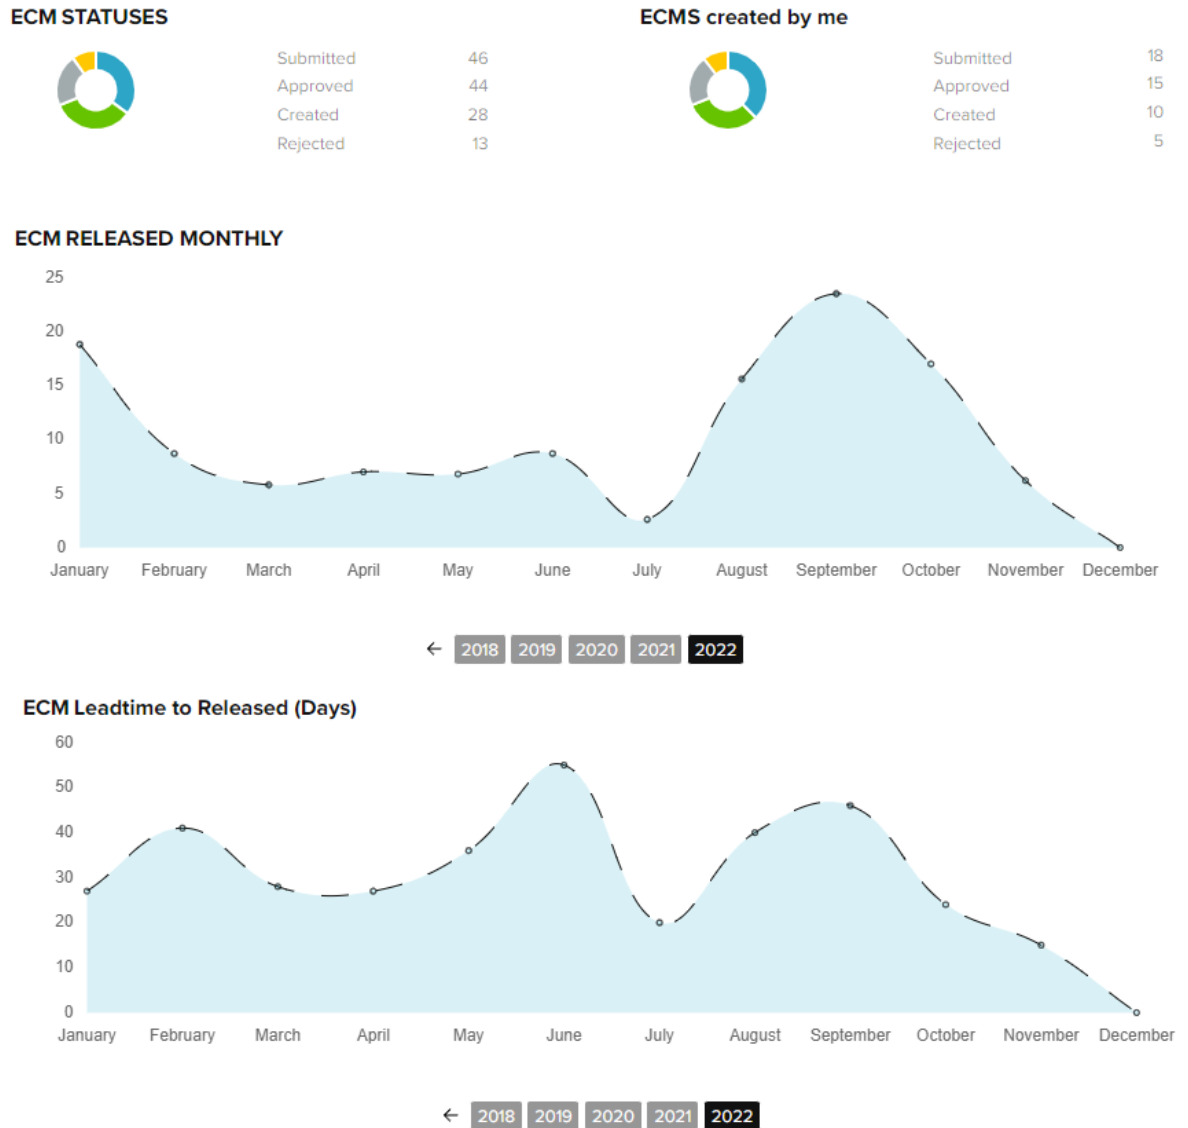 ECM STATUSES
Submitted 46
Approved 44
Created 28
Rejected 13
ECMS created by me
Submitted 18
Approved 15
Created 10
Rejected 5
ECM RELEASED MONTHLY
25
20
15
10
5
0
January February March April May June July August September October November December
← 2018 2019 2020 2021 2022
ECM Leadtime to Released (Days)
60
50
40
30
20
10
0
January February March April May June July August September October November December
← 2018 2019 2020 2021 2022